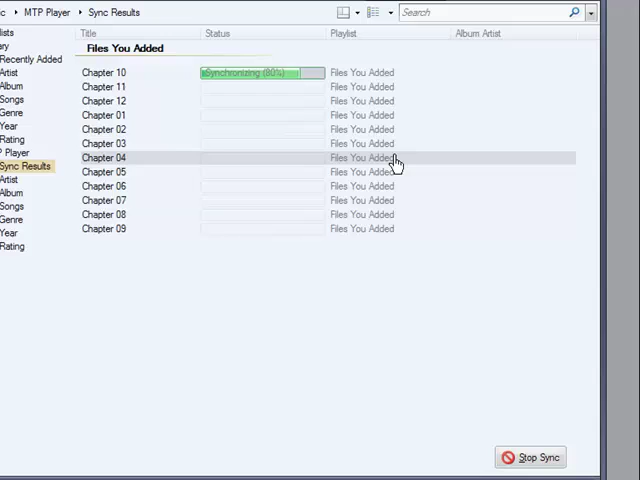 MTP Player ▸ Sync Results
Search
Title Status Playlist Album Artist
Files You Added
Recently Added
Artist
Album
Songs
Genre
Year
Rating
Player
Sync Results
Artist
Album
Songs
Genre
Year
Rating
Chapter 10 Synchronizing (80%) Files You Added
Chapter 11 Files You Added
Chapter 12 Files You Added
Chapter 01 Files You Added
Chapter 02 Files You Added
Chapter 03 Files You Added
Chapter 04 Files You Added
Chapter 05 Files You Added
Chapter 06 Files You Added
Chapter 07 Files You Added
Chapter 08 Files You Added
Chapter 09 Files You Added
Stop Sync